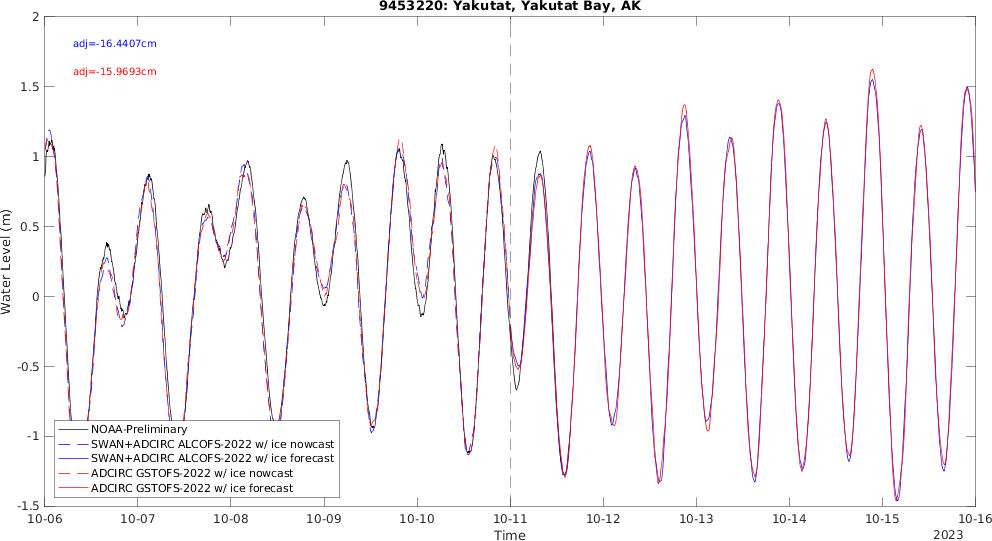 9453220: Yakutat, Yakutat Bay, AK
2
1.5
1
0.5
0
-0.5
-1
-1.5
Water Level (m)
adj=-16.4407cm
adj=-15.9693cm
NOAA-Preliminary
SWAN+ADCIRC ALCOFS-2022 w/ ice nowcast
SWAN+ADCIRC ALCOFS-2022 w/ ice forecast
ADCIRC GSTOFS-2022 w/ ice nowcast
ADCIRC GSTOFS-2022 w/ ice forecast
10-06 10-07 10-08 10-09 10-10 10-11 10-12 10-13 10-14 10-15 10-16
Time
2023